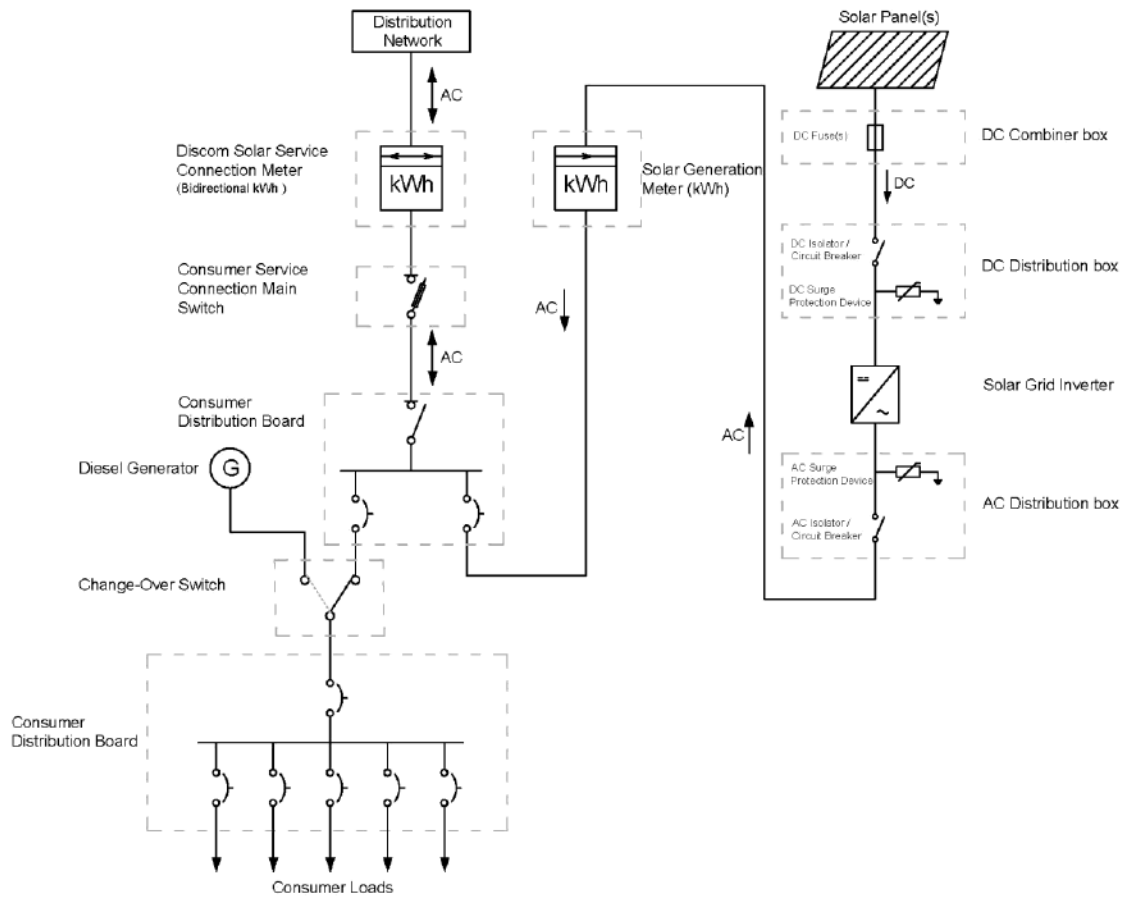 Distribution
Network
AC
Discom Solar Service
Connection Meter
(Bidirectional kWh )
kWh
Consumer Service
Connection Main
Switch
AC
Consumer
Distribution Board
Diesel Generator
G
Change-Over Switch
Consumer
Distribution Board
Consumer Loads
kWh
Solar Generation
Meter (kWh)
AC
AC
Solar Panel(s)
DC Fuse(s)
DC Combiner box
DC
DC Isolator /
Circuit Breaker
DC Surge
Protection Device
DC Distribution box
Solar Grid Inverter
AC Surge
Protection Device
AC Isolator /
Circuit Breaker
AC Distribution box